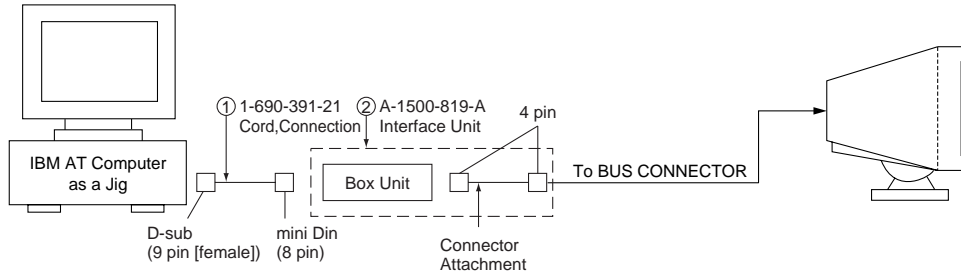 ① 1-690-391-21
Cord,Connection
② A-1500-819-A
Interface Unit
4 pin
IBM AT Computer
as a Jig
Box Unit
To BUS CONNECTOR
D-sub
(9 pin [female])
mini Din
(8 pin)
Connector
Attachment